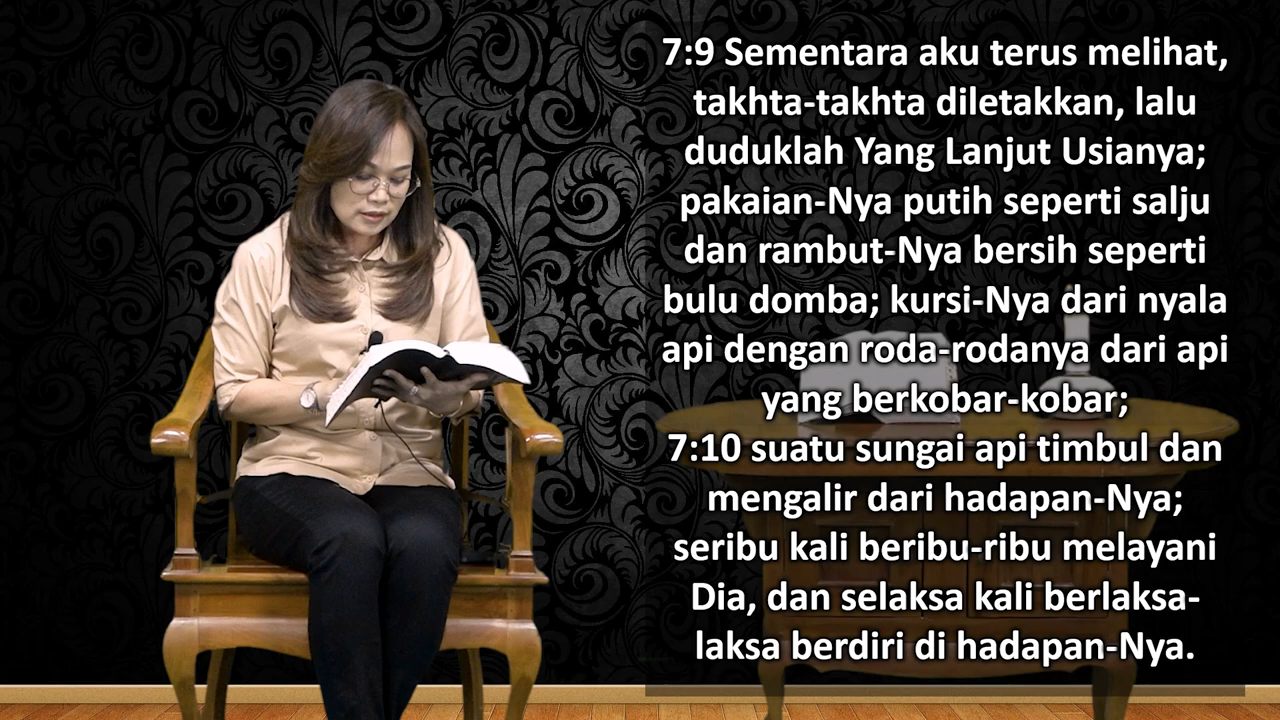 7:9 Sementara aku terus melihat,
takhta-takhta diletakkan, lalu
duduklah Yang Lanjut Usianya;
pakaian-Nya putih seperti salju
dan rambut-Nya bersih seperti
bulu domba; kursi-Nya dari nyala
api dengan roda-rodanya dari api
yang berkobar-kobar;
7:10 suatu sungai api timbul dan
mengalir dari hadapan-Nya;
seribu kali beribu-ribu melayani
Dia, dan selaksa kali berlaksa-
laksa berdiri di hadapan-Nya.